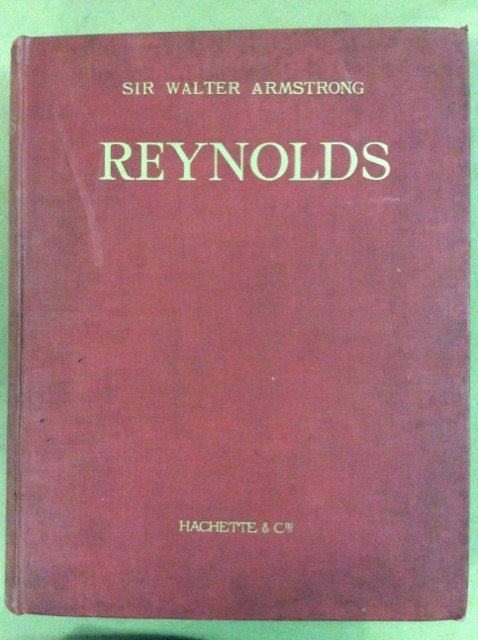 SIR WALTER ARMSTRONG
REYNOLDS
HACHETTE & Cie